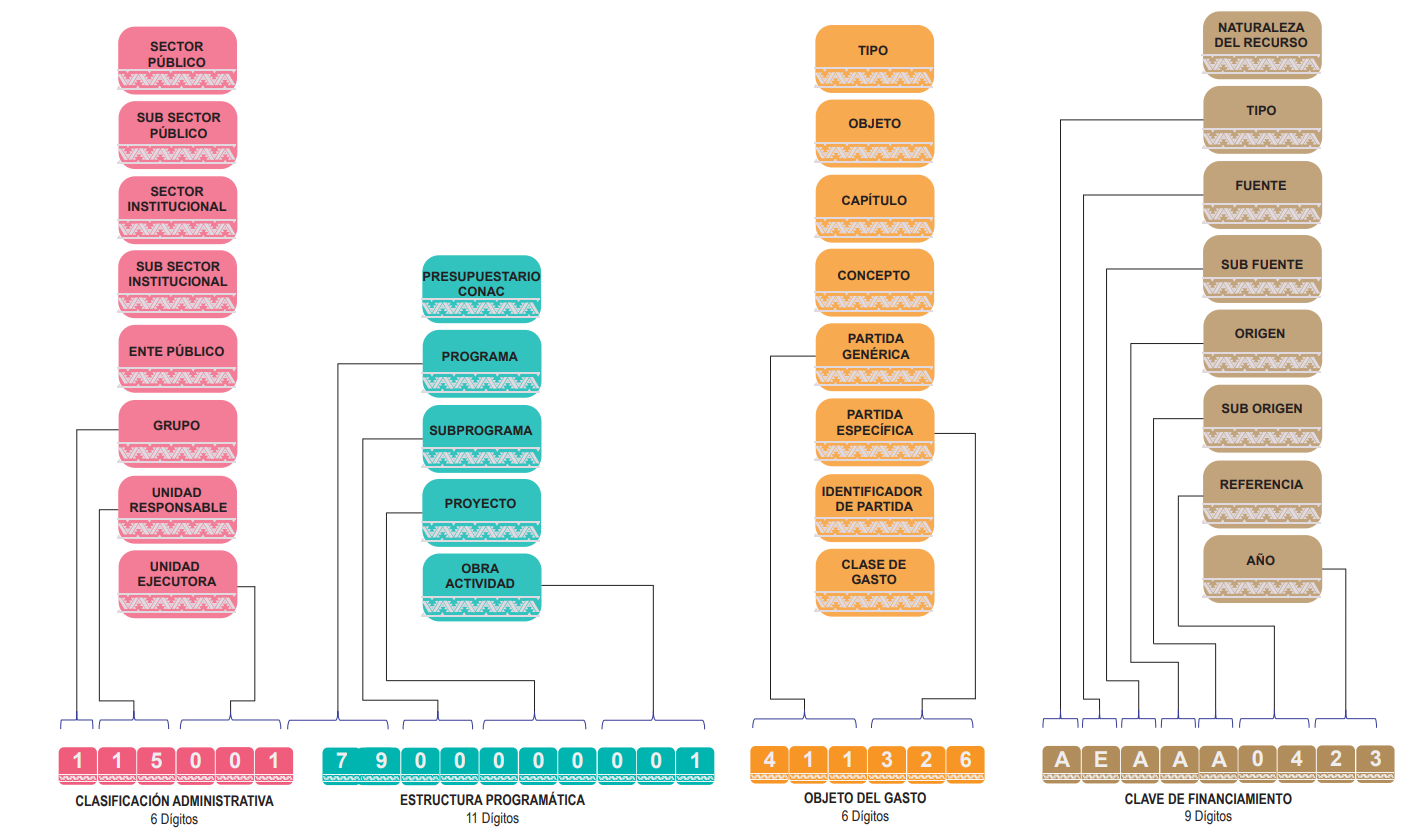 SECTOR
PÚBLICO
SUB SECTOR
PÚBLICO
SECTOR
INSTITUCIONAL
SUB SECTOR
INSTITUCIONAL
ENTE PÚBLICO
GRUPO
UNIDAD
RESPONSABLE
UNIDAD
EJECUTORA
1 1 5 0 0 1
CLASIFICACIÓN ADMINISTRATIVA
6 Dígitos
PRESUPUESTARIO
CONAC
PROGRAMA
SUBPROGRAMA
PROYECTO
OBRA
ACTIVIDAD
7 9 0 0 0 0 0 0 0 1
ESTRUCTURA PROGRAMÁTICA
11 Dígitos
TIPO
OBJETO
CAPÍTULO
CONCEPTO
PARTIDA
GENÉRICA
PARTIDA
ESPECÍFICA
IDENTIFICADOR
DE PARTIDA
CLASE DE
GASTO
4 1 1 3 2 6
OBJETO DEL GASTO
6 Dígitos
NATURALEZA
DEL RECURSO
TIPO
FUENTE
SUB FUENTE
ORIGEN
SUB ORIGEN
REFERENCIA
AÑO
A E A A A 0 4 2 3
CLAVE DE FINANCIAMIENTO
9 Dígitos